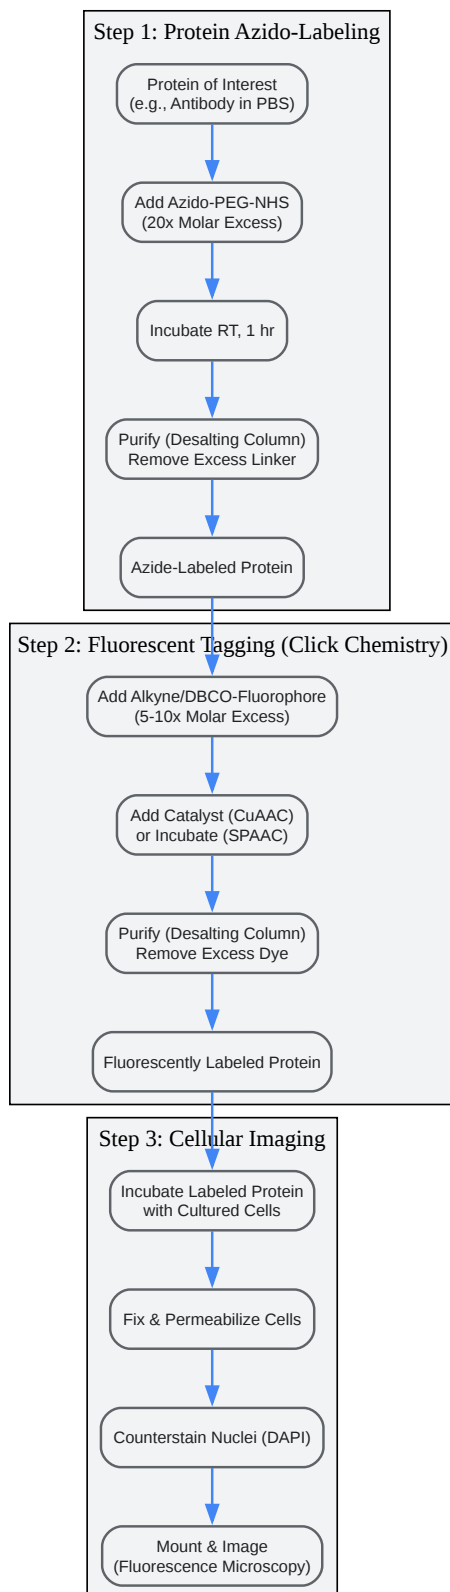 Step 1: Protein Azido-Labeling
Protein of Interest
(e.g., Antibody in PBS)
Add Azido-PEG-NHS
(20x Molar Excess)
Incubate RT, 1 hr
Purify (Desalting Column)
Remove Excess Linker
Azide-Labeled Protein
Step 2: Fluorescent Tagging (Click Chemistry)
Add Alkyne/DBCO-Fluorophore
(5-10x Molar Excess)
Add Catalyst (CuAAC)
or Incubate (SPAAC)
Purify (Desalting Column)
Remove Excess Dye
Fluorescently Labeled Protein
Step 3: Cellular Imaging
Incubate Labeled Protein
with Cultured Cells
Fix & Permeabilize Cells
Counterstain Nuclei (DAPI)
Mount & Image
(Fluorescence Microscopy)